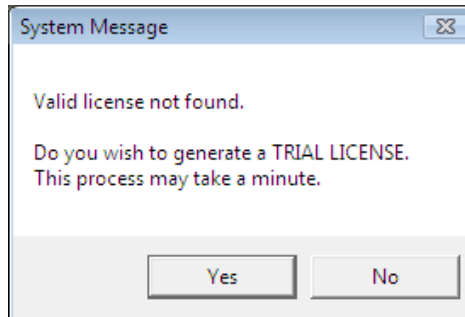 System Message
Valid license not found.
Do you wish to generate a TRIAL LICENSE.
This process may take a minute.
Yes
No